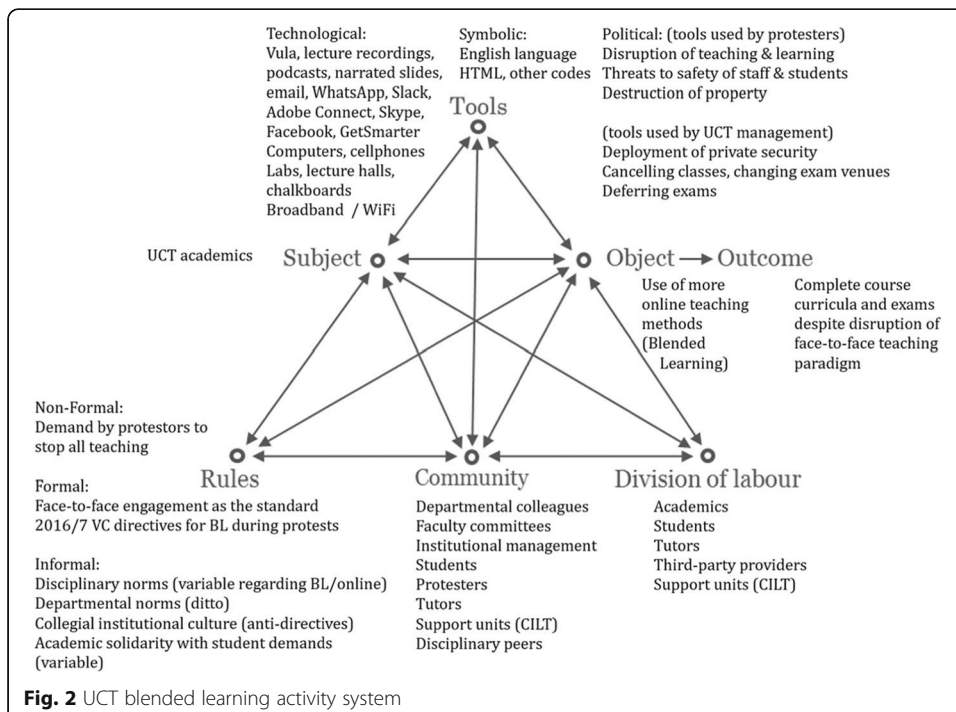 Technological:
Vula, lecture recordings,
podcasts, narrated slides,
email, WhatsApp, Slack,
Adobe Connect, Skype,
Facebook, GetSmarter
Computers, cellphones
Labs, lecture halls,
chalkboards
Broadband / WiFi
Symbolic:
English language
HTML, other codes
Tools
Political: (tools used by protesters)
Disruption of teaching & learning
Threats to safety of staff & students
Destruction of property
(tools used by UCT management)
Deployment of private security
Cancelling classes, changing exam venues
Deferring exams
UCT academics
Subject
Object
Outcome
Use of more
online teaching
methods
(Blended
Learning)
Complete course
curricula and exams
despite disruption of
face-to-face teaching
paradigm
Non-Formal:
Demand by protestors to
stop all teaching
Rules
Formal:
Face-to-face engagement as the standard
2016/7 VC directives for BL during protests
Informal:
Disciplinary norms (variable regarding BL/online)
Departmental norms (ditto)
Collegial institutional culture (anti-directives)
Academic solidarity with student demands
(variable)
Community
Departmental colleagues
Faculty committees
Institutional management
Students
Protesters
Tutors
Support units (CILT)
Disciplinary peers
Division of labour
Academics
Students
Tutors
Third-party providers
Support units (CILT)
Fig. 2 UCT blended learning activity system